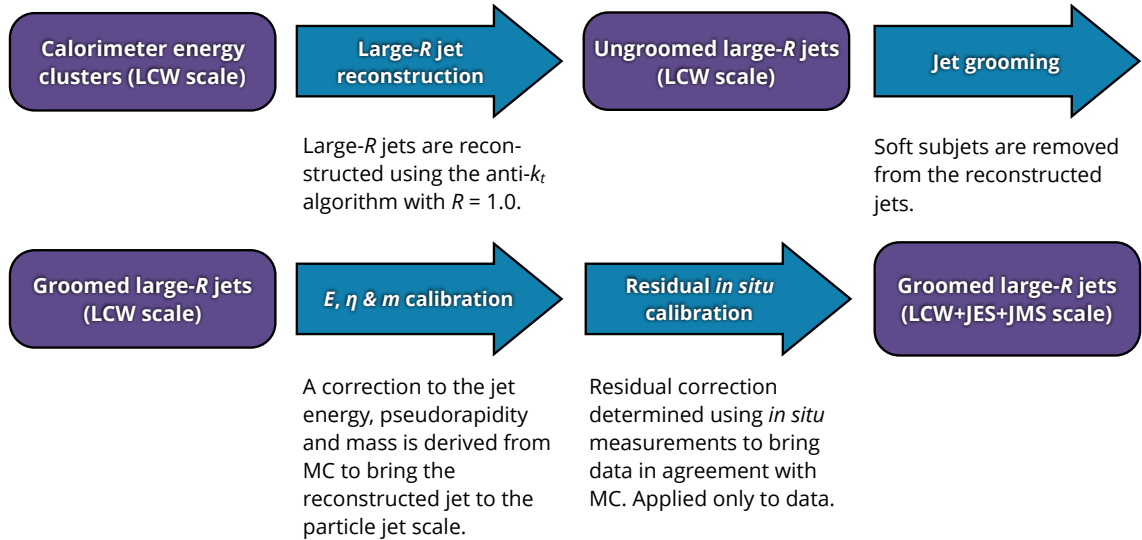 Calorimeter energy
clusters (LCW scale)
Large-R jet
reconstruction
Ungroomed large-R jets
(LCW scale)
Jet grooming
Large-R jets are recon-
structed using the anti-kt
algorithm with R = 1.0.
Soft subjets are removed
from the reconstructed
jets.
Groomed large-R jets
(LCW scale)
E, η & m calibration
Residual in situ
calibration
Groomed large-R jets
(LCW+JES+JMS scale)
A correction to the jet
energy, pseudorapidity
and mass is derived from
MC to bring the
reconstructed jet to the
particle jet scale.
Residual correction
determined using in situ
measurements to bring
data in agreement with
MC. Applied only to data.